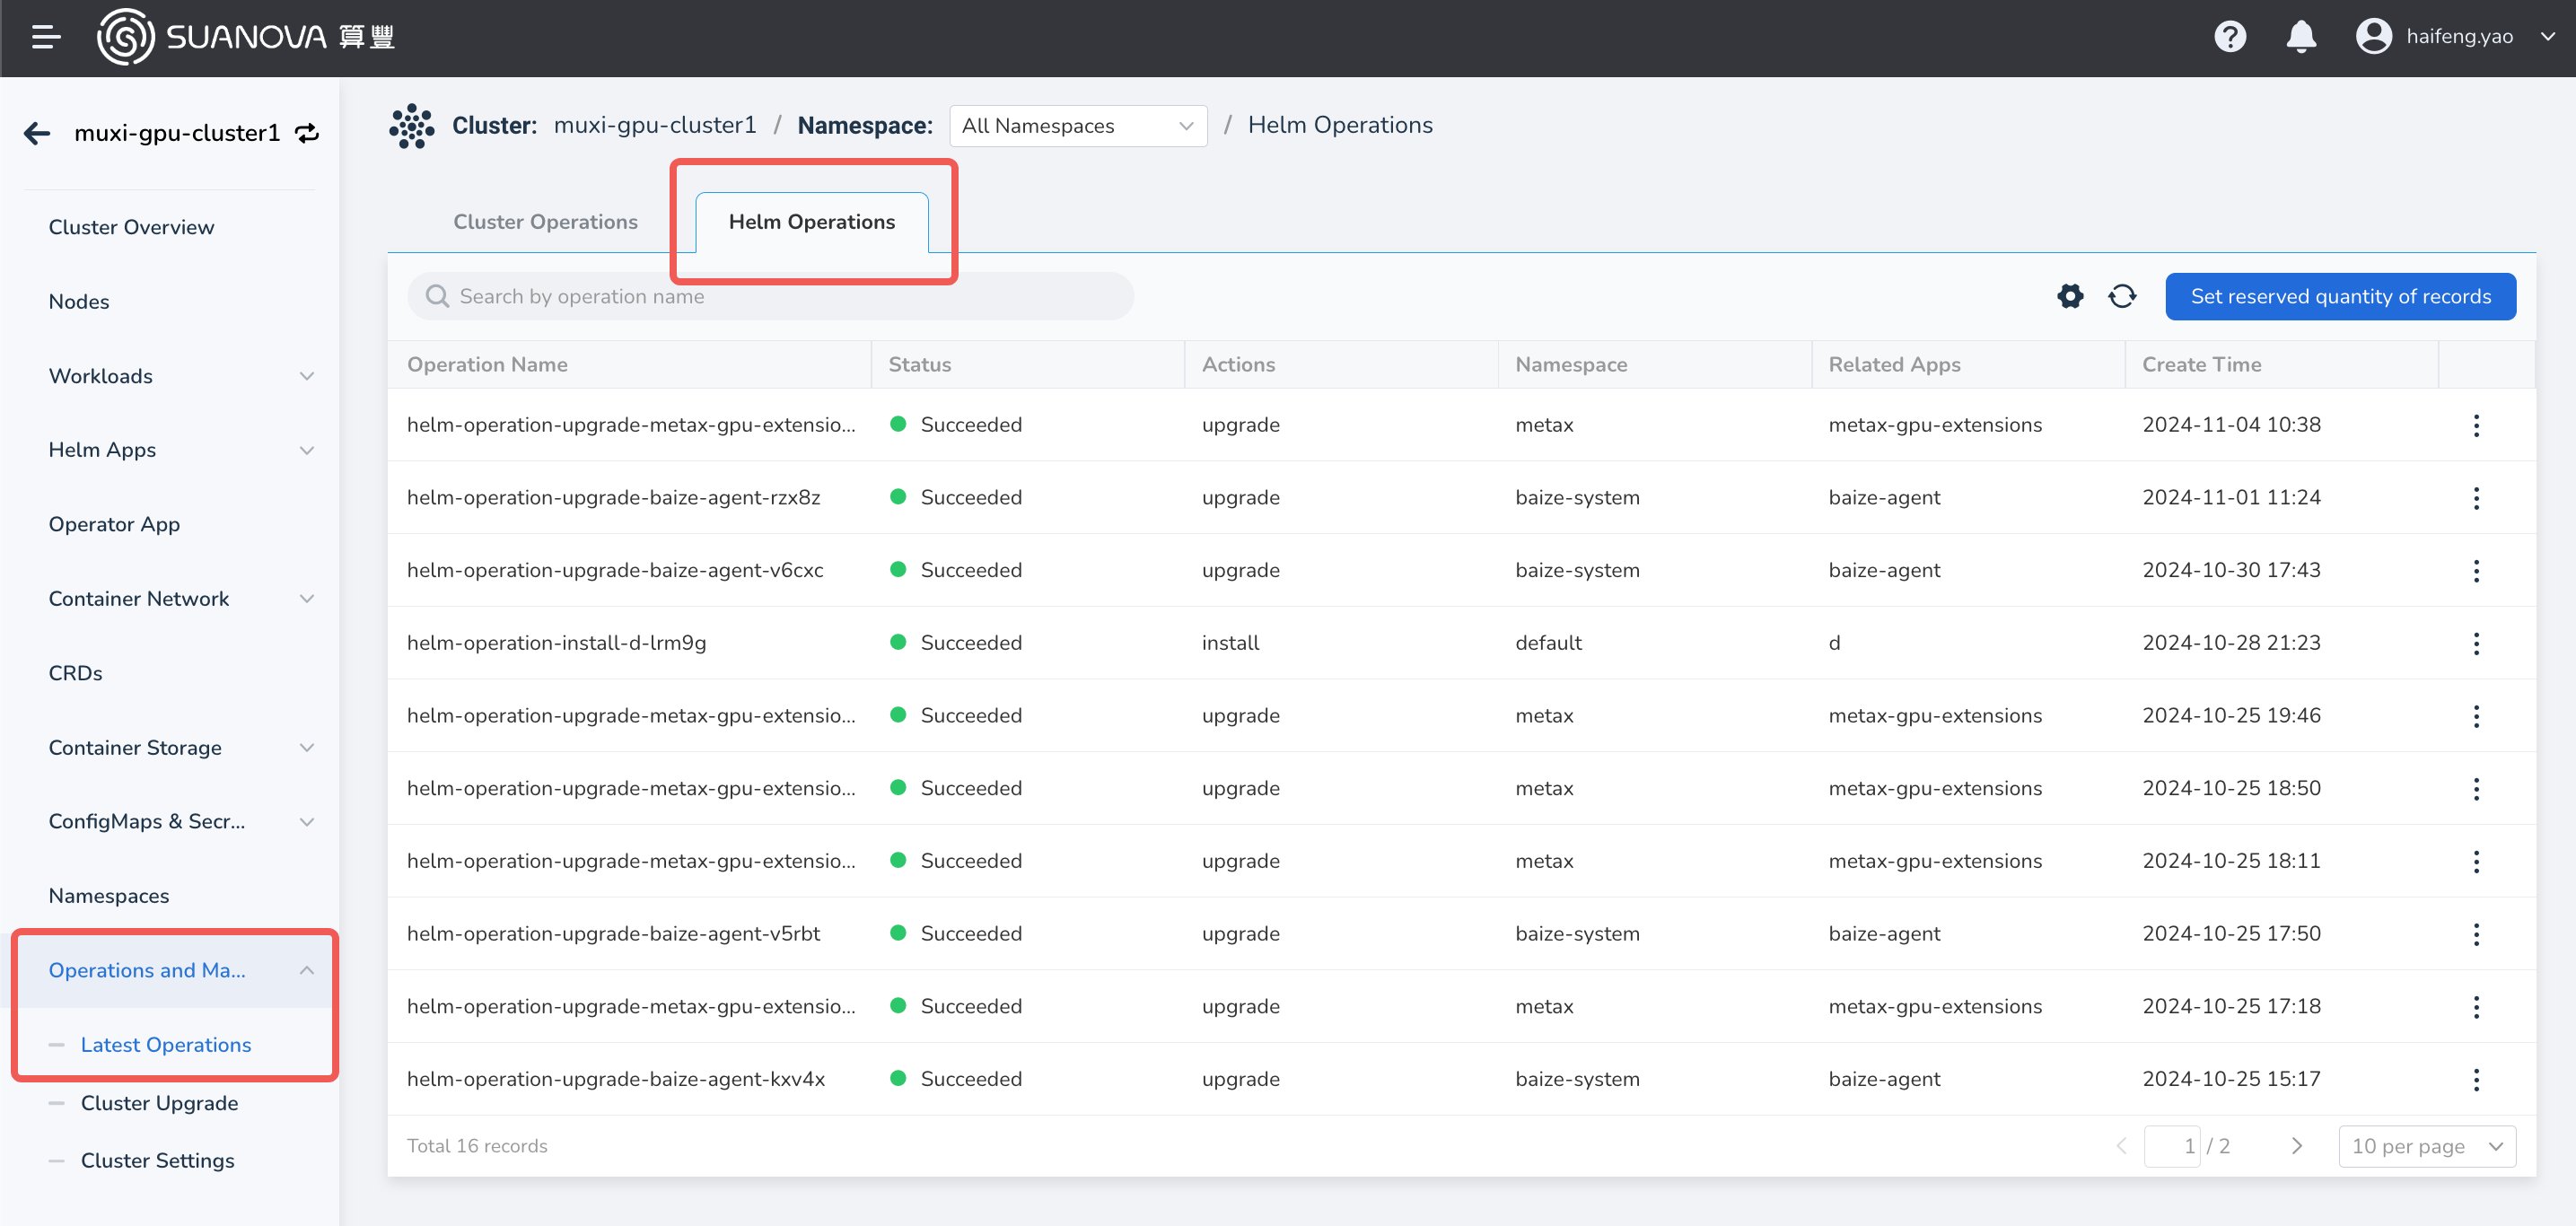 SUANOVA 算豐
haifeng.yao
muxi-gpu-cluster1
Cluster: muxi-gpu-cluster1 / Namespace: All Namespaces / Helm Operations
Cluster Overview
Nodes
Workloads
Helm Apps
Operator App
Container Network
CRDs
Container Storage
ConfigMaps & Secr...
Namespaces
Operations and Ma...
Latest Operations
Cluster Upgrade
Cluster Settings
Cluster Operations
Helm Operations
Search by operation name
Set reserved quantity of records
Operation Name Status Actions Namespace Related Apps Create Time
helm-operation-upgrade-metax-gpu-extensio... Succeeded upgrade metax metax-gpu-extensions 2024-11-04 10:38
helm-operation-upgrade-baize-agent-rzx8z Succeeded upgrade baize-system baize-agent 2024-11-01 11:24
helm-operation-upgrade-baize-agent-v6cxc Succeeded upgrade baize-system baize-agent 2024-10-30 17:43
helm-operation-install-d-lrm9g Succeeded install default d 2024-10-28 21:23
helm-operation-upgrade-metax-gpu-extensio... Succeeded upgrade metax metax-gpu-extensions 2024-10-25 19:46
helm-operation-upgrade-metax-gpu-extensio... Succeeded upgrade metax metax-gpu-extensions 2024-10-25 18:50
helm-operation-upgrade-metax-gpu-extensio... Succeeded upgrade metax metax-gpu-extensions 2024-10-25 18:11
helm-operation-upgrade-baize-agent-v5rbt Succeeded upgrade baize-system baize-agent 2024-10-25 17:50
helm-operation-upgrade-metax-gpu-extensio... Succeeded upgrade metax metax-gpu-extensions 2024-10-25 17:18
helm-operation-upgrade-baize-agent-kxv4x Succeeded upgrade baize-system baize-agent 2024-10-25 15:17
Total 16 records
1 / 2
10 per page